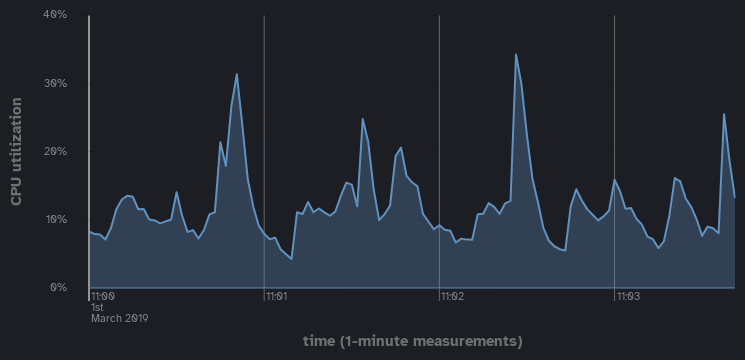 40%
30%
20%
10%
0%
CPU utilization
11:00
1st
March 2019
11:01
11:02
11:03
time (1-minute measurements)